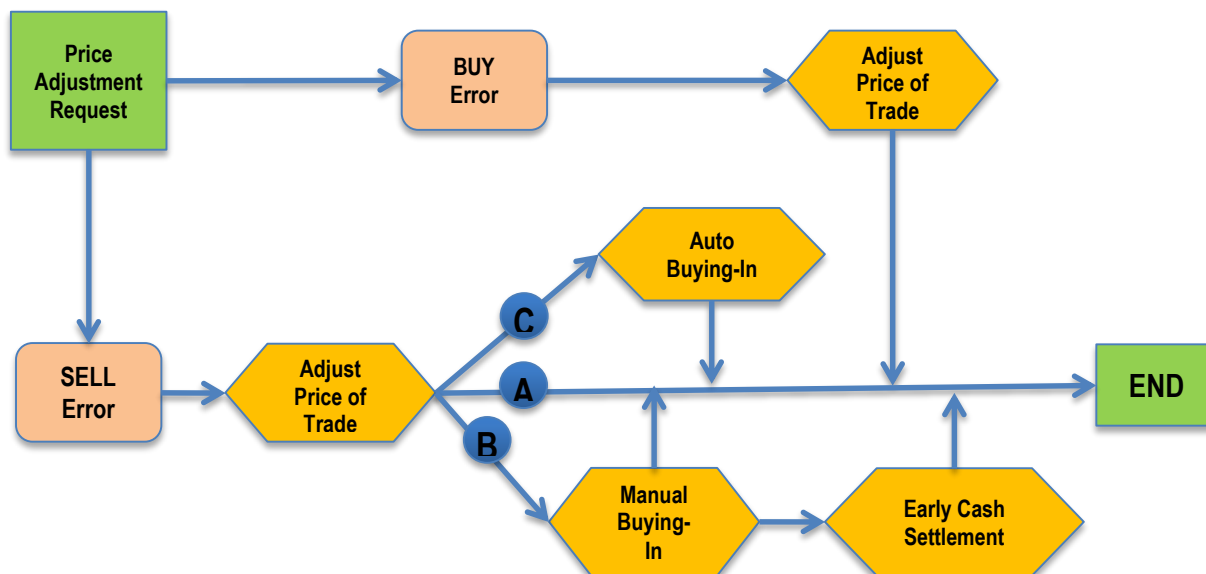 Price
Adjustment
Request
BUY
Error
Adjust
Price of
Trade
Auto
Buying-In
C
SELL
Error
Adjust
Price of
Trade
A
END
B
Manual
Buying-
In
Early Cash
Settlement